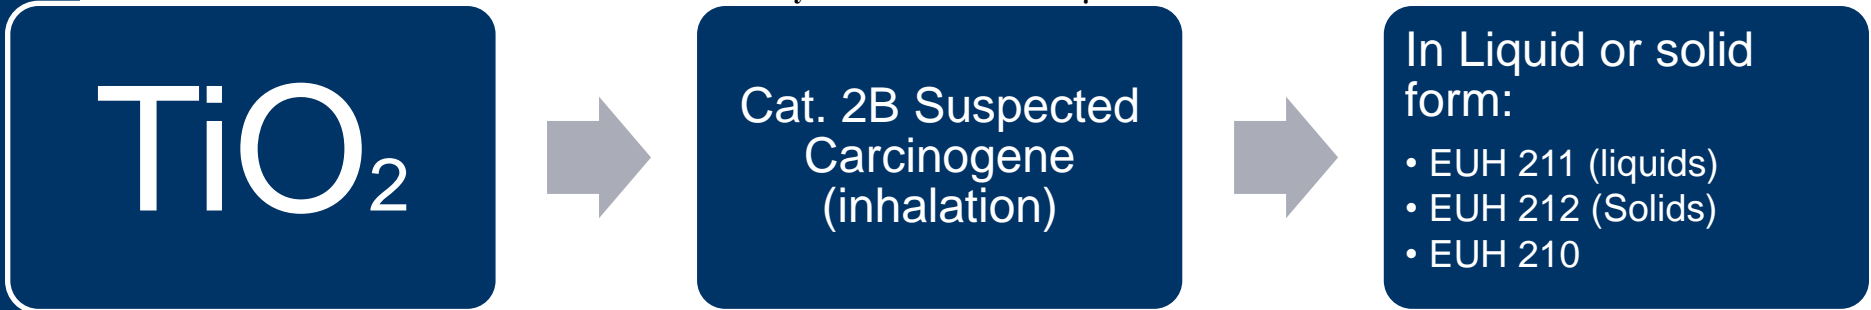 TiO2
Cat. 2B Suspected
Carcinogene
(inhalation)
In Liquid or solid
form:
• EUH 211 (liquids)
• EUH 212 (Solids)
• EUH 210